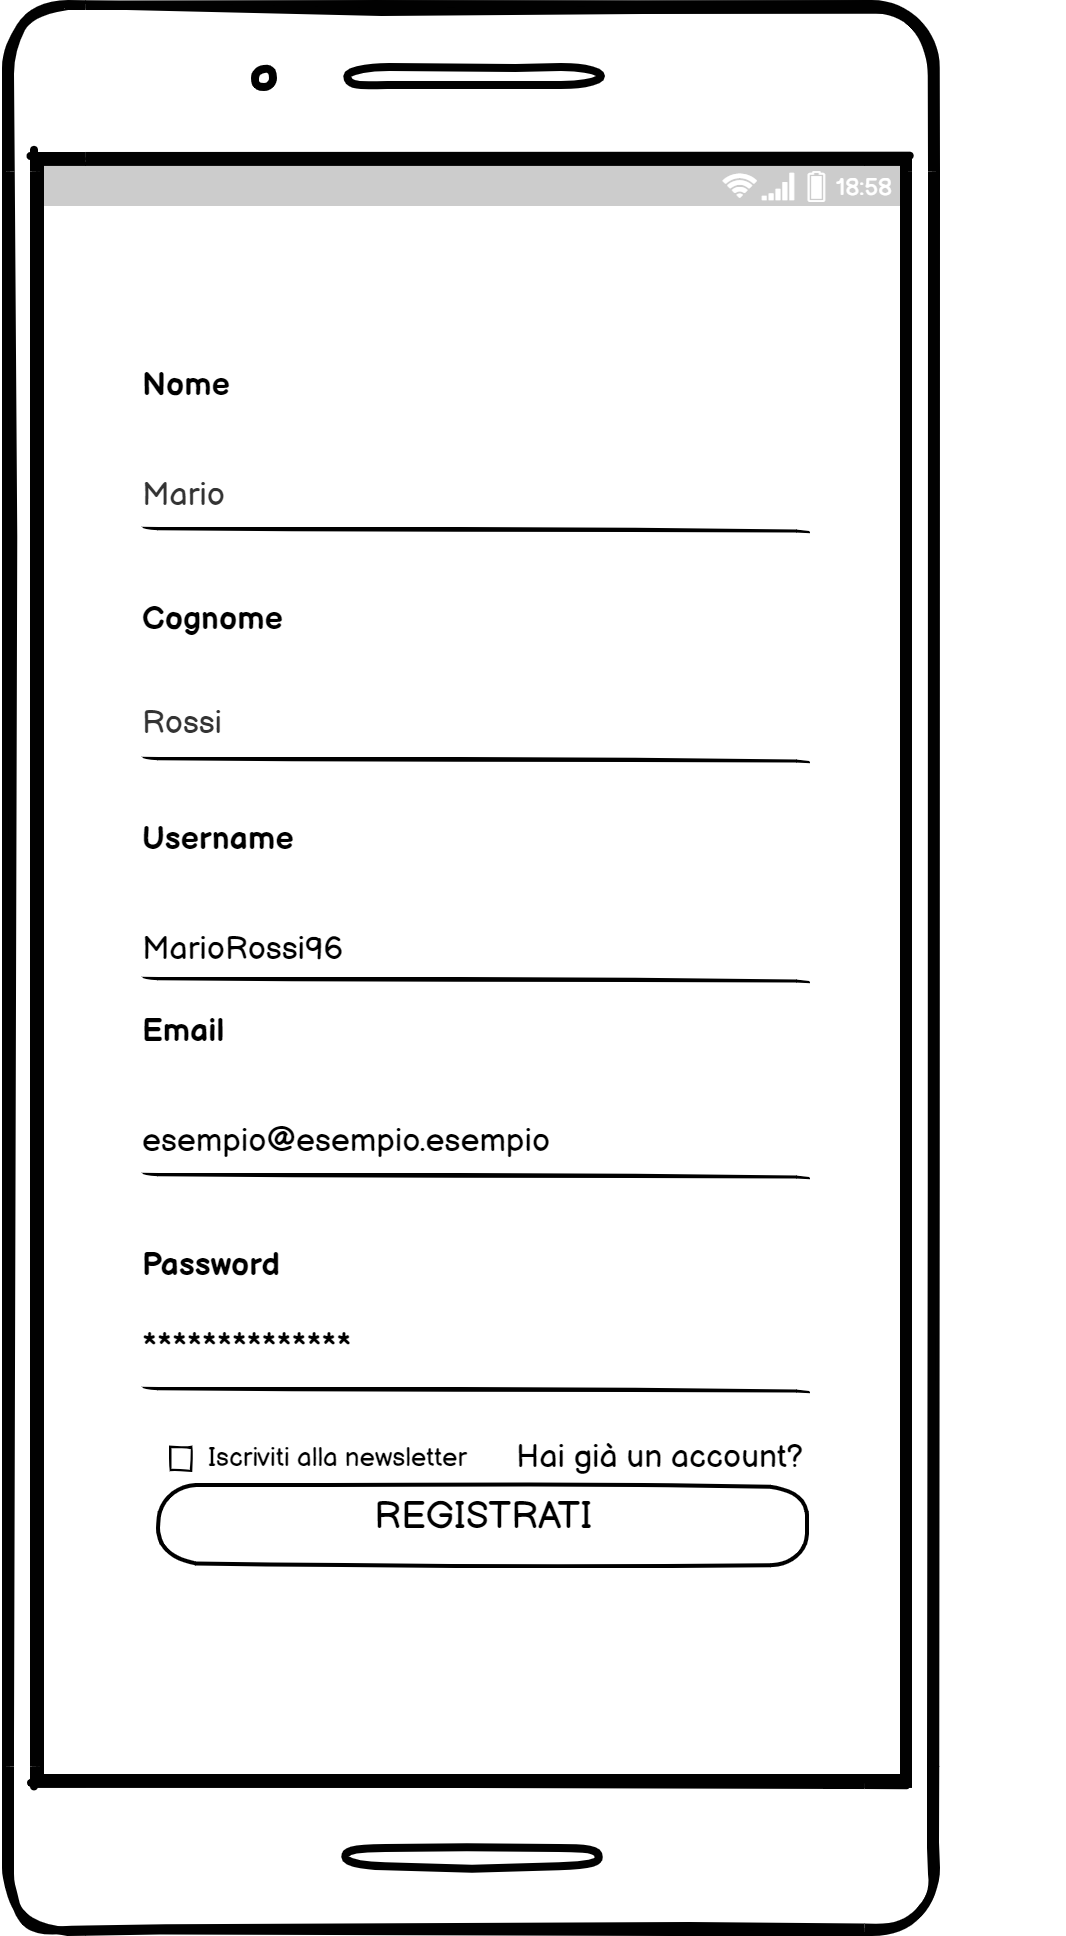 18:58
Nome
Mario
Cognome
Rossi
Username
MarioRossi96
Email
esempio@esempio.esempio
Password
**************
Iscriviti alla newsletter Hai già un account?
REGISTRATI